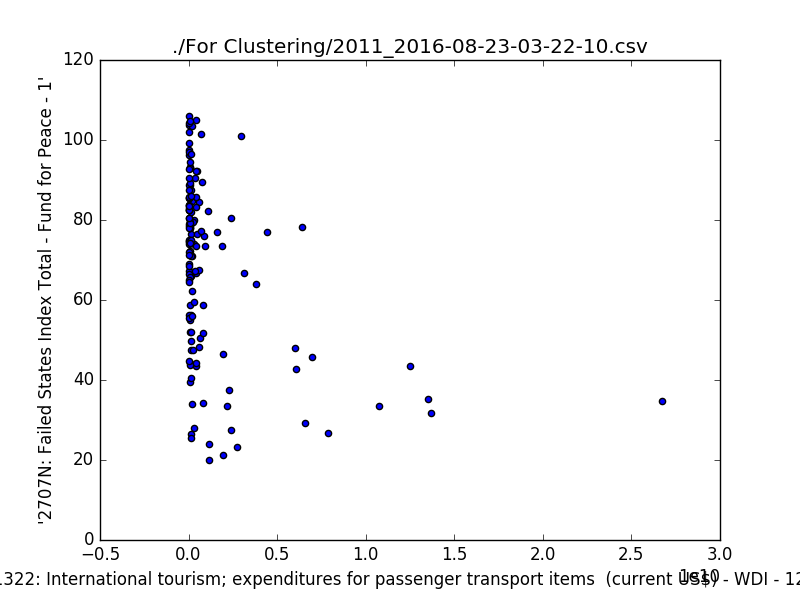 ./For Clustering/2011_2016-08-23-03-22-10.csv
120
100
80
60
40
20
0
'2707N: Failed States Index Total - Fund for Peace - 1'
−0.5 0.0 0.5 1.0 1.5 2.0 2.5 3.0
1e10
1322: International tourism; expenditures for passenger transport items (current US$) - WDI - 12